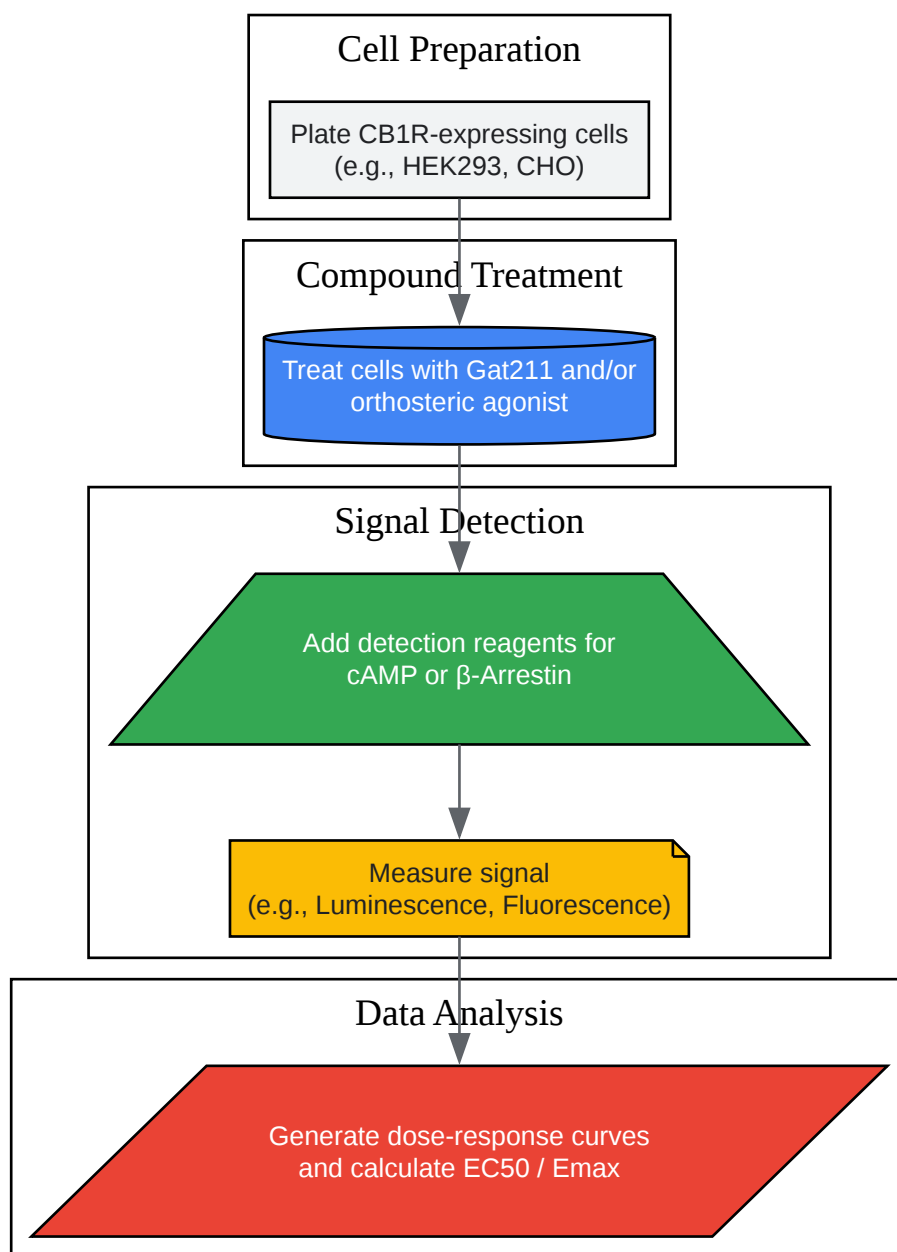 Cell Preparation
Plate CB1R-expressing cells
(e.g., HEK293, CHO)
Compound Treatment
Treat cells with Gat211 and/or
orthosteric agonist
Signal Detection
Add detection reagents for
cAMP or β-Arrestin
Measure signal
(e.g., Luminescence, Fluorescence)
Data Analysis
Generate dose-response curves
and calculate EC50 / Emax